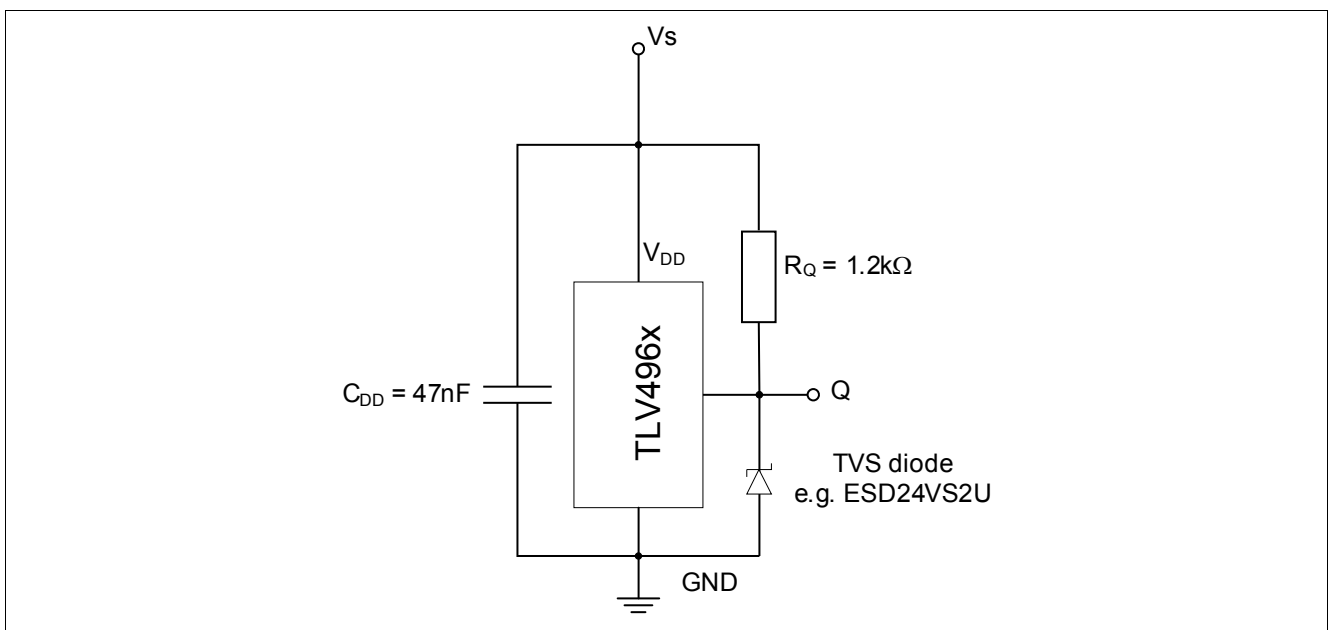 Vs
VDD
RQ = 1.2kΩ
TLV496x
CDD = 47nF
Q
TVS diode
e.g. ESD24VS2U
GND